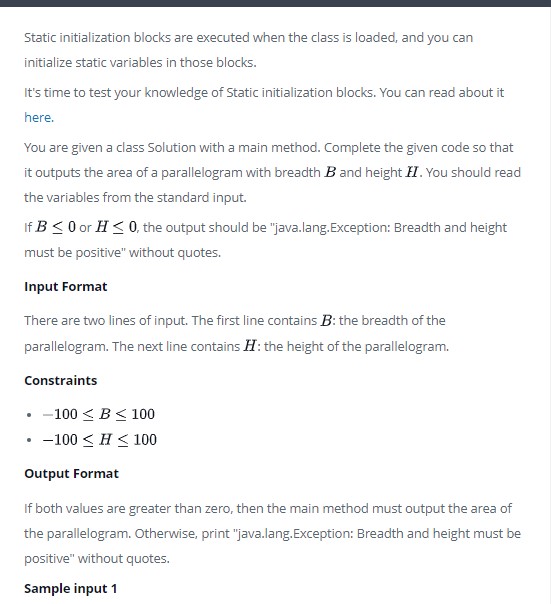 Static initialization blocks are executed when the class is loaded, and you can
initialize static variables in those blocks.
It's time to test your knowledge of Static initialization blocks. You can read about it
here.
You are given a class Solution with a main method. Complete the given code so that
it outputs the area of a parallelogram with breadth B and height H. You should read
the variables from the standard input.
If B ≤ 0 or H ≤ 0, the output should be "java.lang.Exception: Breadth and height
must be positive" without quotes.
Input Format
There are two lines of input. The first line contains B: the breadth of the
parallelogram. The next line contains H: the height of the parallelogram.
Constraints
• −100 ≤ B ≤ 100
• −100 ≤ H ≤ 100
Output Format
If both values are greater than zero, then the main method must output the area of
the parallelogram. Otherwise, print "java.lang.Exception: Breadth and height must be
positive" without quotes.
Sample input 1